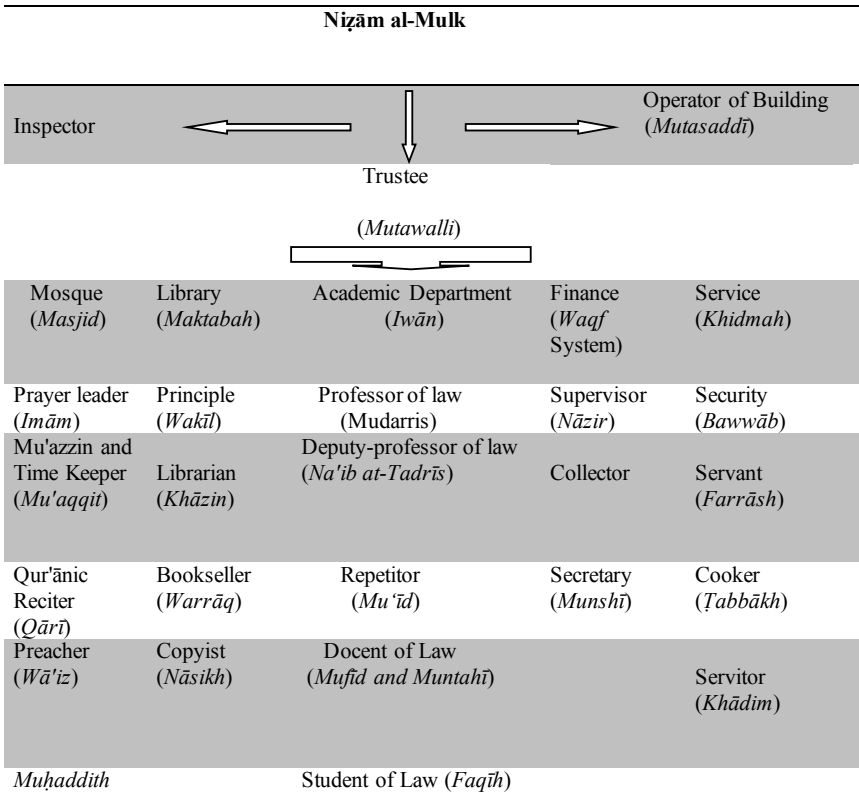 Niẓām al-Mulk
Inspector
Operator of Building
(Mutasaddī)
Trustee
(Mutawalli)
Mosque
(Masjid)
Library
(Maktabah)
Academic Department
(Iwān)
Finance
(Waqf
System)
Service
(Khidmah)
Prayer leader
(Imām)
Principle
(Wakīl)
Professor of law
(Mudarris)
Supervisor
(Nāzir)
Security
(Bawwāb)
Mu'azzin and
Time Keeper
(Mu'aqqit)
Librarian
(Khāzin)
Deputy-professor of law
(Na'ib at-Tadrīs)
Collector
Servant
(Farrāsh)
Qur'ānic
Reciter
(Qārī)
Bookseller
(Warrāq)
Repetitor
(Mu‘īd)
Secretary
(Munshī)
Cooker
(Ṭabbākh)
Preacher
(Wā'iz)
Copyist
(Nāsikh)
Docent of Law
(Mufīd and Muntahī)
Servitor
(Khādim)
Muḥaddith
Student of Law (Faqīh)